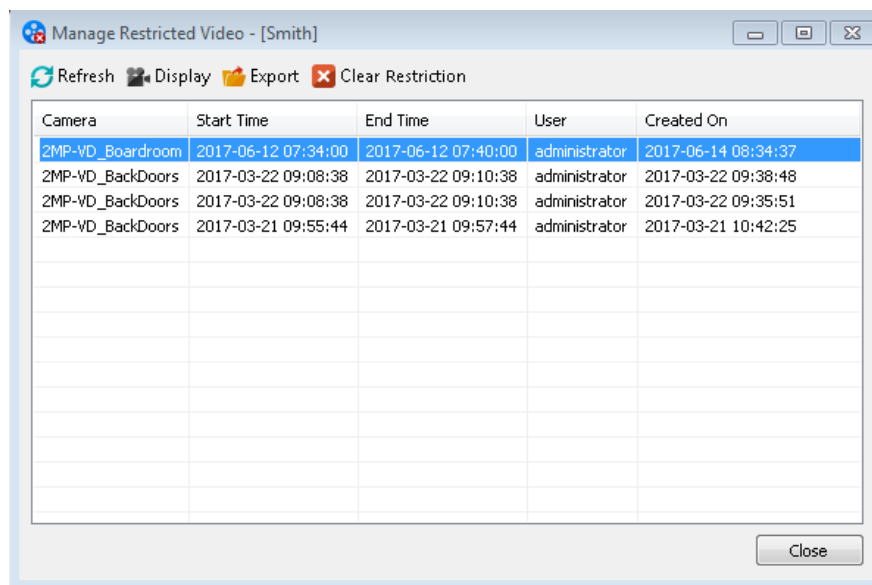 Manage Restricted Video - [Smith]
Refresh Display Export Clear Restriction
Camera Start Time End Time User Created On
2MP-VD_Boardroom 2017-06-12 07:34:00 2017-06-12 07:40:00 administrator 2017-06-14 08:34:37
2MP-VD_BackDoors 2017-03-22 09:08:38 2017-03-22 09:10:38 administrator 2017-03-22 09:38:48
2MP-VD_BackDoors 2017-03-22 09:08:38 2017-03-22 09:10:38 administrator 2017-03-22 09:35:51
2MP-VD_BackDoors 2017-03-21 09:55:44 2017-03-21 09:57:44 administrator 2017-03-21 10:42:25
Close